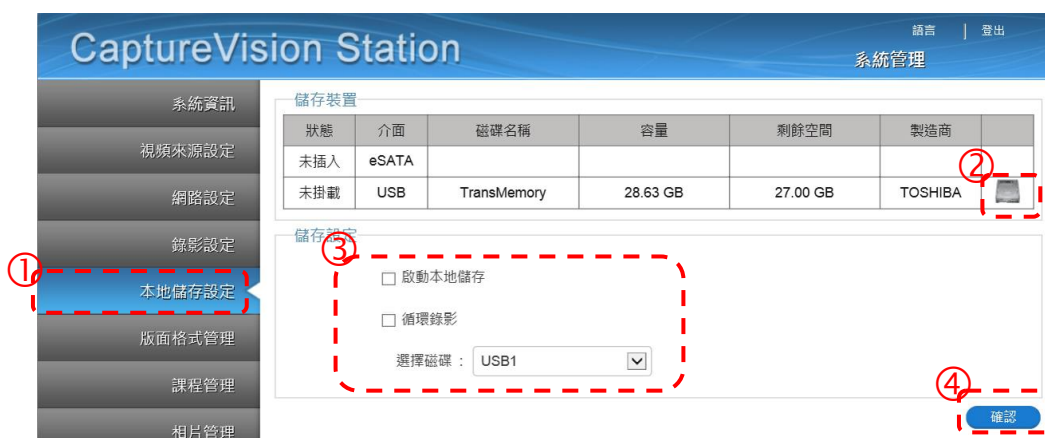 CaptureVision Station
語言 | 登出
系統管理
系統資訊
視頻來源設定
網路設定
錄影設定
①
本地儲存設定
版面格式管理
課程管理
相片管理
儲存裝置
狀態 介面 磁碟名稱 容量 剩餘空間 製造商
未插入 eSATA
②
未掛載 USB TransMemory 28.63 GB 27.00 GB TOSHIBA
儲存設定
③
啟動本地儲存
循環錄影
選擇磁碟 : USB1
④
確認